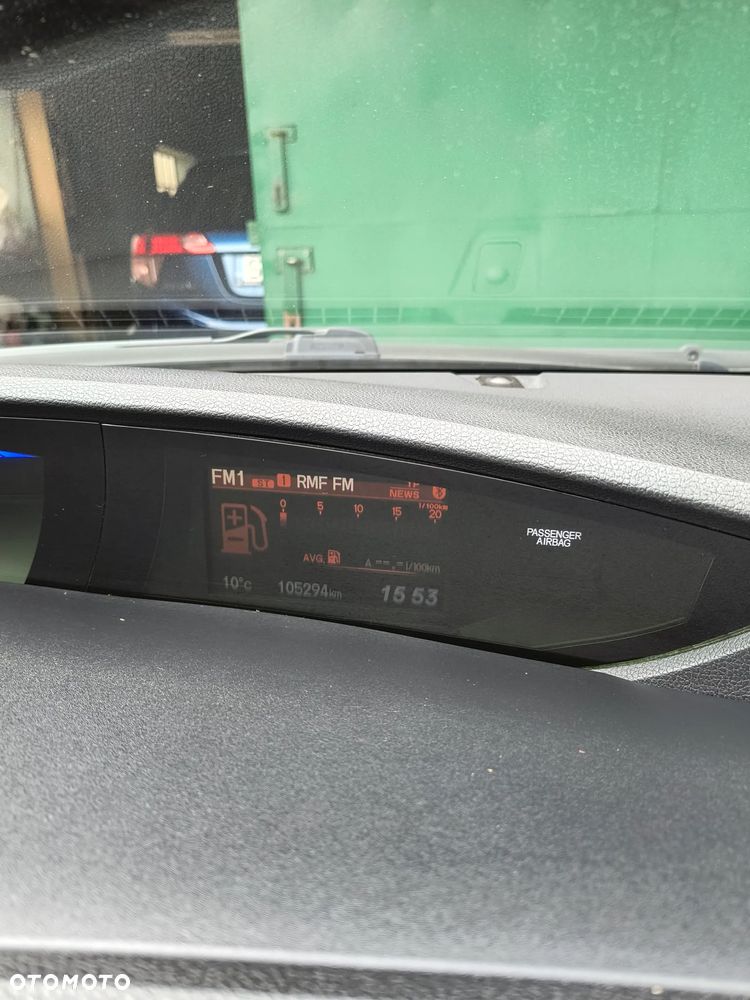 FM1 ST i RMF FM TP
NEWS
l/100km
0 5 10 15 20
AVG. A --.- l/100km
10°C 105294km 15 53
PASSENGER
AIRBAG
OTOMOTO